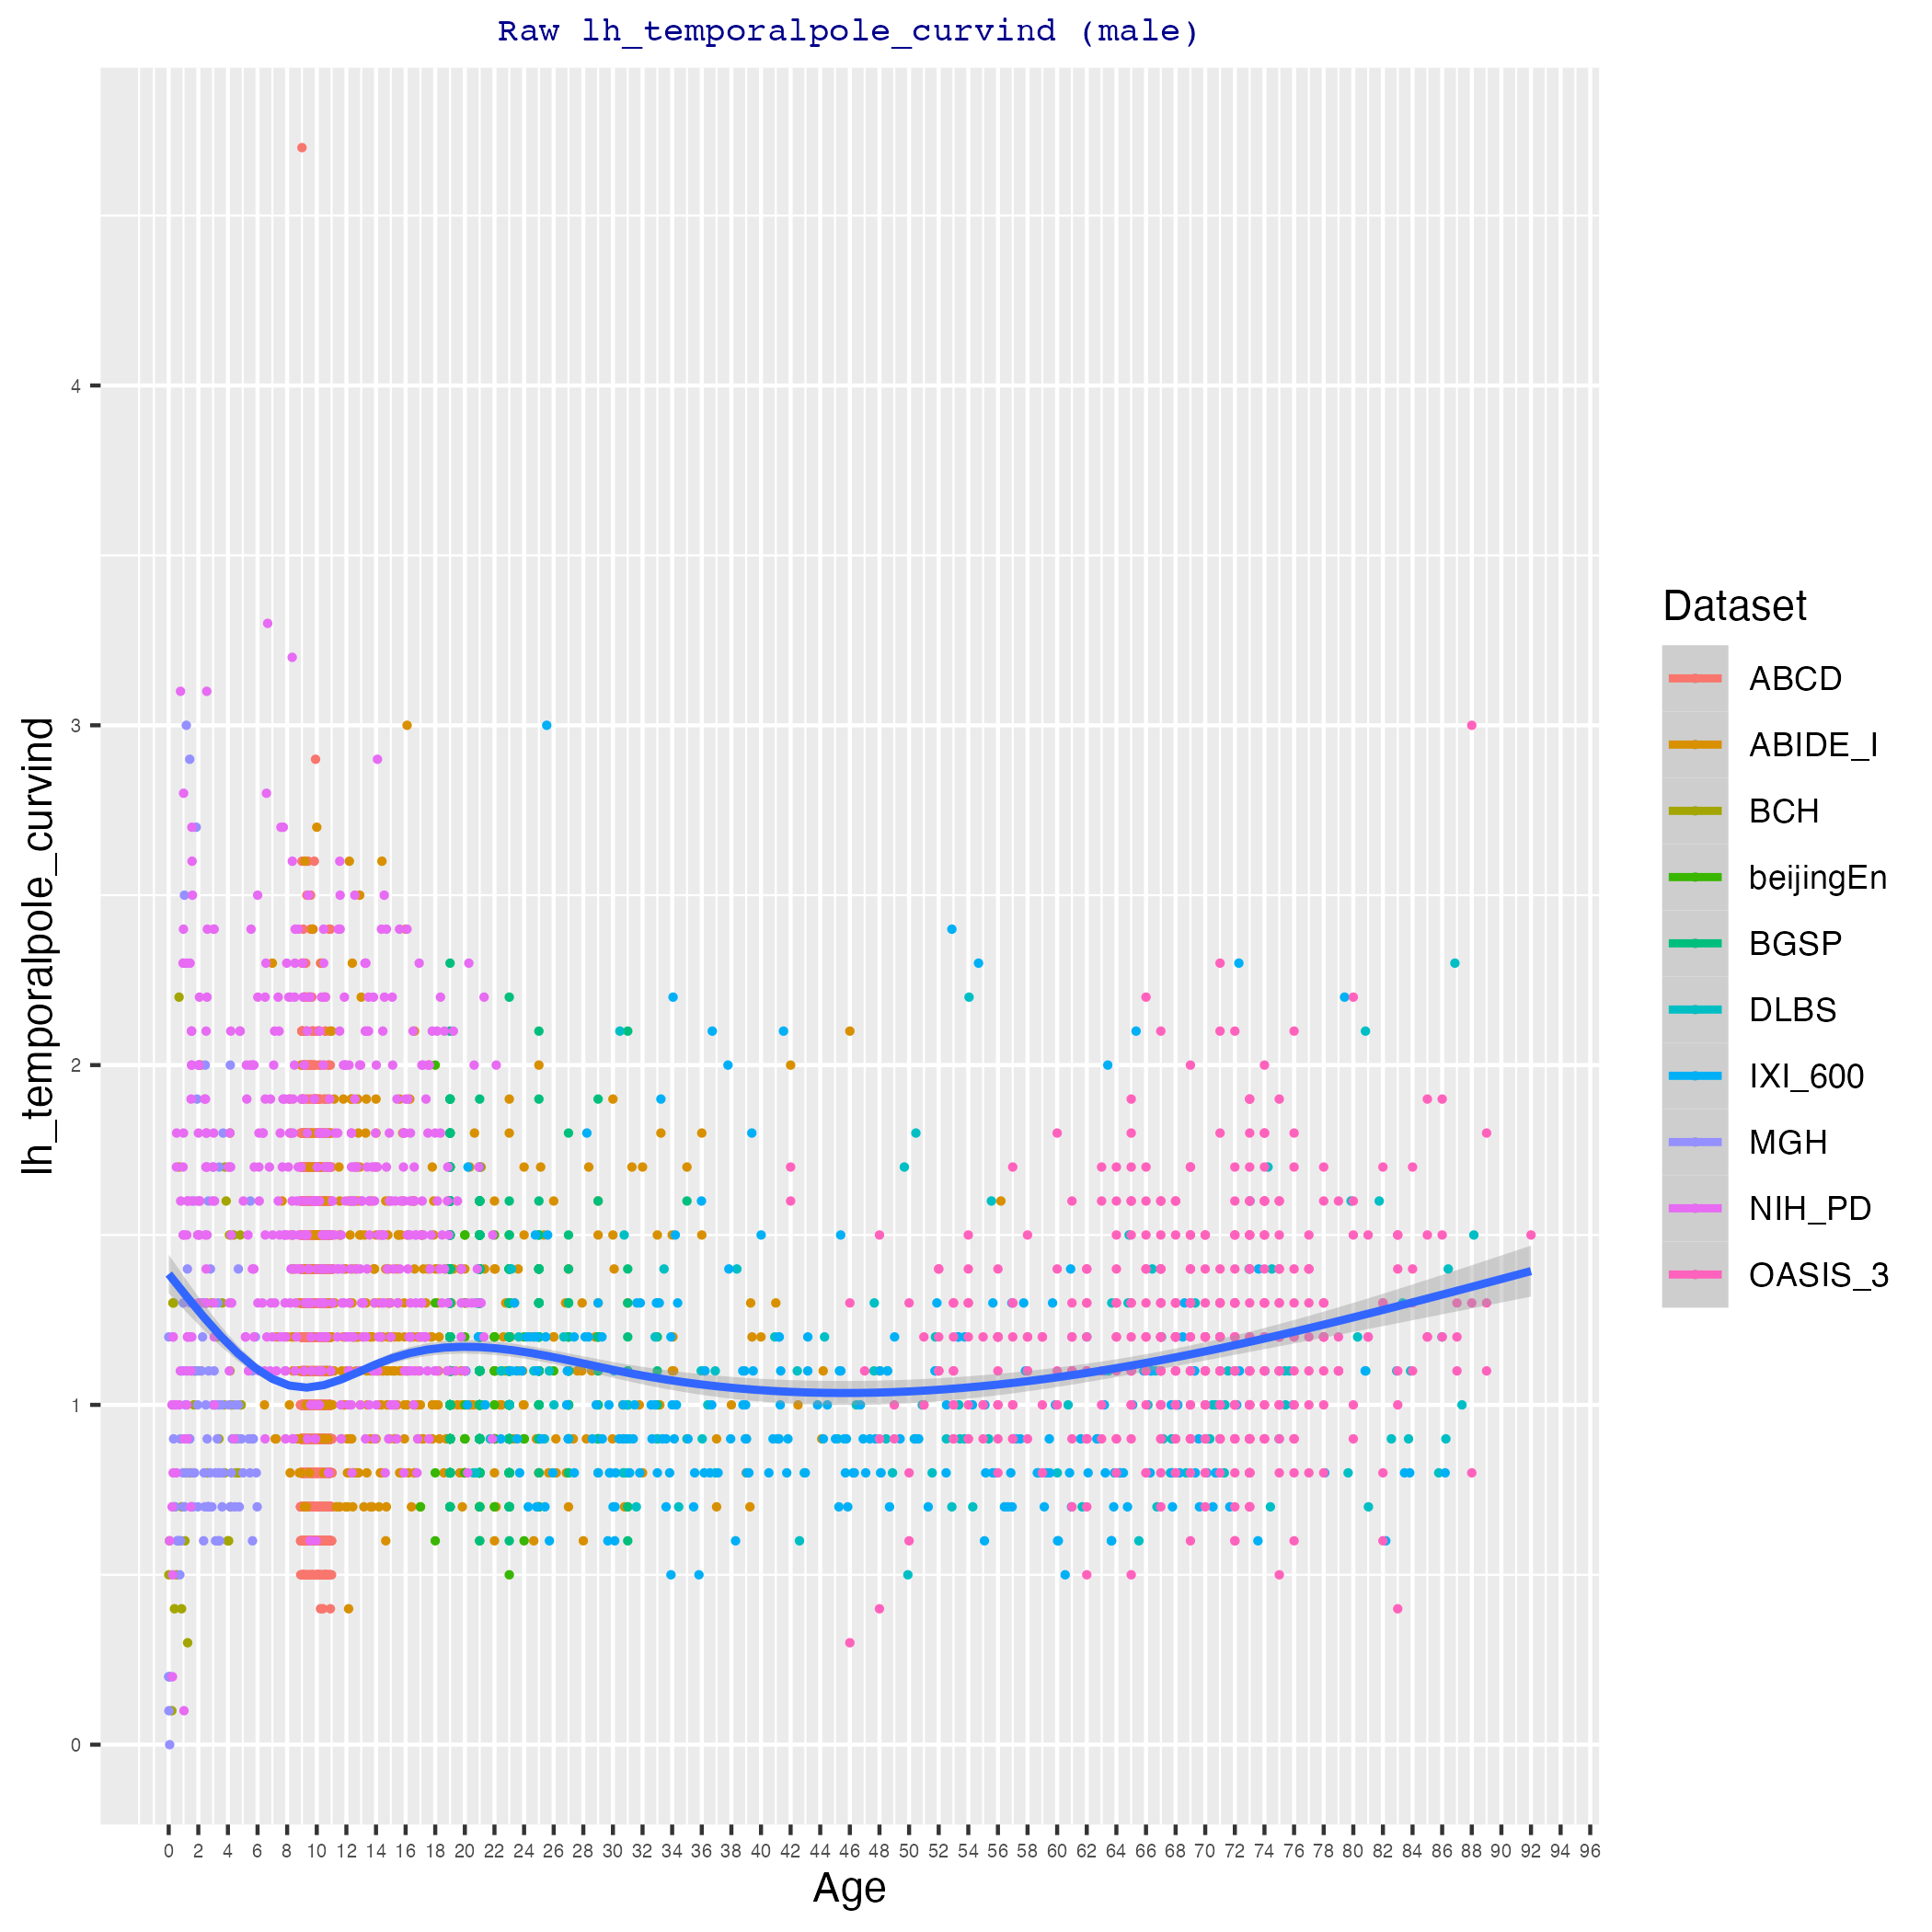 Raw lh_temporalpole_curvind (male)
lh_temporalpole_curvind
4
3
2
1
0
0 2 4 6 8 10 12 14 16 18 20 22 24 26 28 30 32 34 36 38 40 42 44 46 48 50 52 54 56 58 60 62 64 66 68 70 72 74 76 78 80 82 84 86 88 90 92 94 96
Age
Dataset
ABCD
ABIDE_I
BCH
beijingEn
BGSP
DLBS
IXI_600
MGH
NIH_PD
OASIS_3